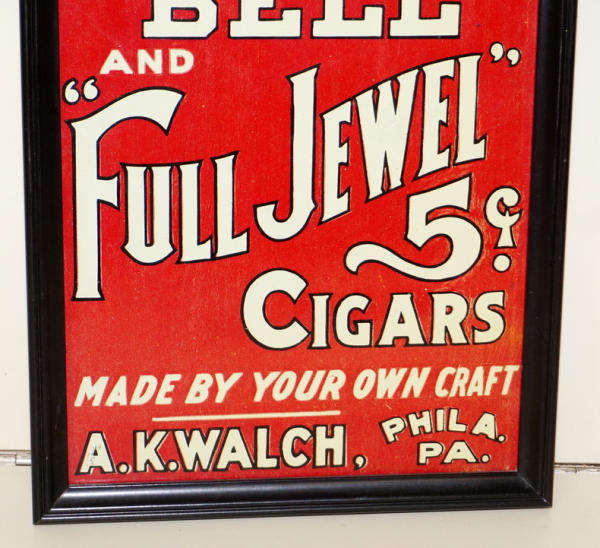 BELL
AND
"FULL JEWEL"
5¢
CIGARS
MADE BY YOUR OWN CRAFT
A.K.WALCH, PHILA.
PA.